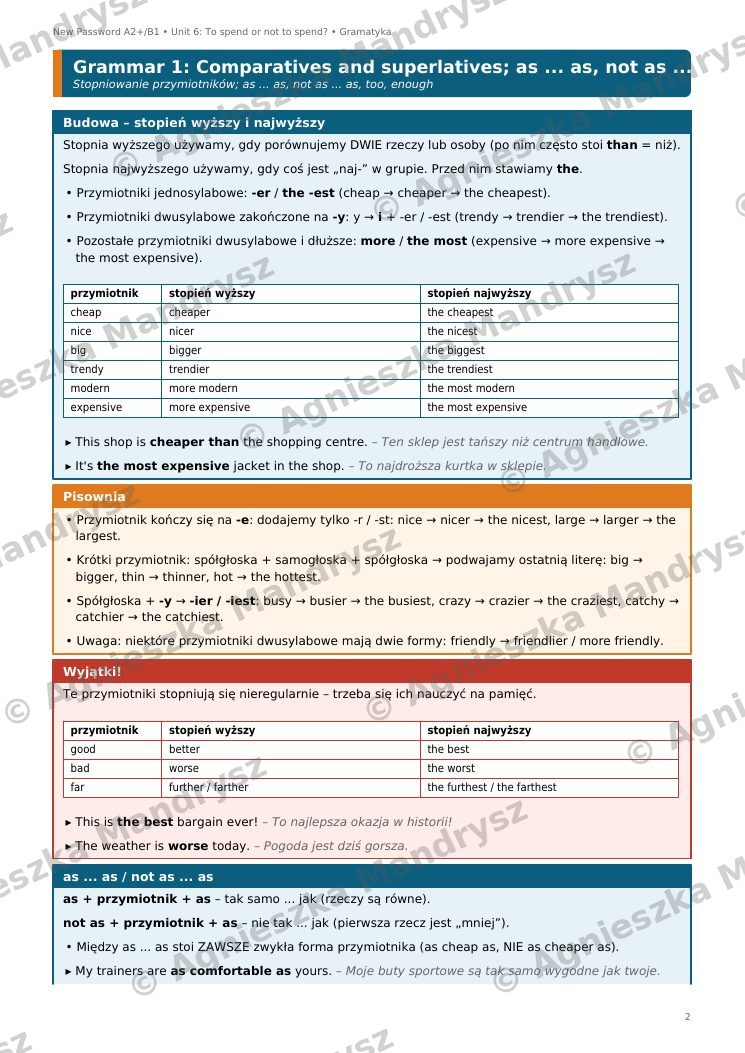 New Password A2+/B1 • Unit 6: To spend or not to spend? • Gramatyka
Grammar 1: Comparatives and superlatives; as ... as, not as ...
Stopniowanie przymiotników; as ... as, not as ... as, too, enough
Budowa – stopień wyższy i najwyższy
Stopnia wyższego używamy, gdy porównujemy DWIE rzeczy lub osoby (po nim często stoi than = niż).
Stopnia najwyższego używamy, gdy coś jest „naj-” w grupie. Przed nim stawiamy the.
• Przymiotniki jednosylabowe: -er / the -est (cheap → cheaper → the cheapest).
• Przymiotniki dwusylabowe zakończone na -y: y → i + -er / -est (trendy → trendier → the trendiest).
• Pozostałe przymiotniki dwusylabowe i dłuższe: more / the most (expensive → more expensive →
the most expensive).
przymiotnik stopień wyższy stopień najwyższy
cheap cheaper the cheapest
nice nicer the nicest
big bigger the biggest
trendy trendier the trendiest
modern more modern the most modern
expensive more expensive the most expensive
▸ This shop is cheaper than the shopping centre. – Ten sklep jest tańszy niż centrum handlowe.
▸ It's the most expensive jacket in the shop. – To najdroższa kurtka w sklepie.
Pisownia
• Przymiotnik kończy się na -e: dodajemy tylko -r / -st: nice → nicer → the nicest, large → larger → the
largest.
• Krótki przymiotnik: spółgłoska + samogłoska + spółgłoska → podwajamy ostatnią literę: big →
bigger, thin → thinner, hot → the hottest.
• Spółgłoska + -y → -ier / -iest: busy → busier → the busiest, crazy → crazier → the craziest, catchy →
catchier → the catchiest.
• Uwaga: niektóre przymiotniki dwusylabowe mają dwie formy: friendly → friendlier / more friendly.
Wyjątki!
Te przymiotniki stopniują się nieregularnie – trzeba się ich nauczyć na pamięć.
przymiotnik stopień wyższy stopień najwyższy
good better the best
bad worse the worst
far further / farther the furthest / the farthest
▸ This is the best bargain ever! – To najlepsza okazja w historii!
▸ The weather is worse today. – Pogoda jest dziś gorsza.
as ... as / not as ... as
as + przymiotnik + as – tak samo ... jak (rzeczy są równe).
not as + przymiotnik + as – nie tak ... jak (pierwsza rzecz jest „mniej”).
• Między as ... as stoi ZAWSZE zwykła forma przymiotnika (as cheap as, NIE as cheaper as).
▸ My trainers are as comfortable as yours. – Moje buty sportowe są tak samo wygodne jak twoje.
2
© Agnieszka Mandrysz